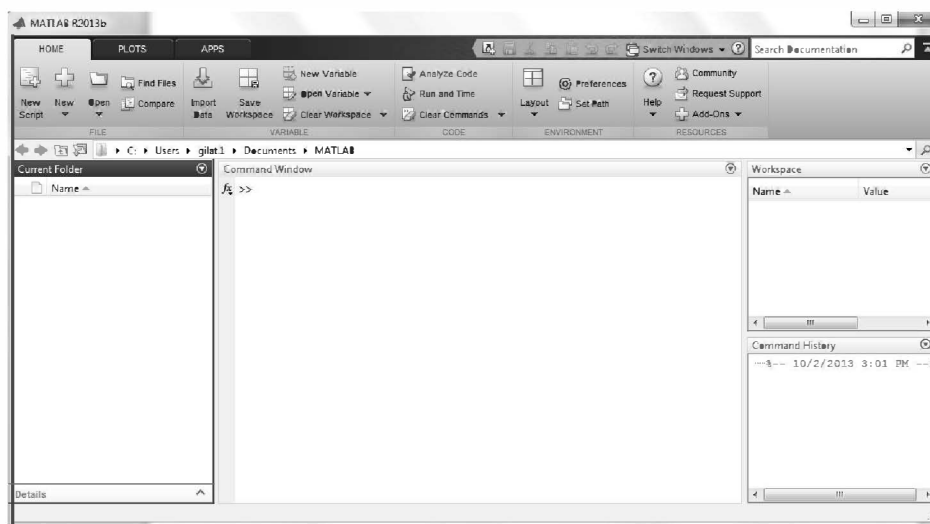 MATLAB R2013b
HOME PLOTS APPS Switch Windows ? Search Documentation
New Script New Open Find Files Compare Import Data Save Workspace New Variable Open Variable Clear Workspace Analyze Code Run and Time Clear Commands Layout Preferences Set Path ? Help Community Request Support Add-Ons
FILE VARIABLE CODE ENVIRONMENT RESOURCES
C: Users gilat.1 Documents MATLAB
Current Folder Command Window Workspace
Name fx >> Name Value
Command History
%-- 10/2/2013 3:01 PM --
Details